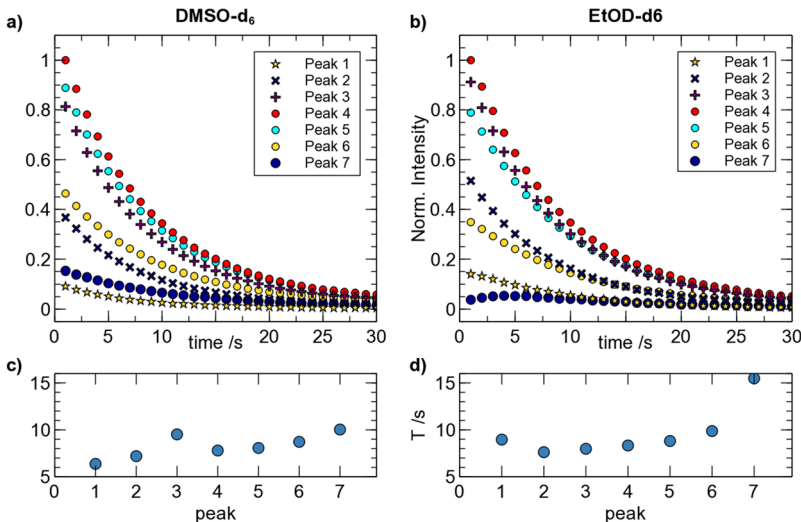 DMSO-d₆
EtOD-d6
a)
b)
1
0.8
0.6
0.4
0.2
0
Peak 1
Peak 2
Peak 3
Peak 4
Peak 5
Peak 6
Peak 7
0 5 10 15 20 25 30
time /s
Norm. Intensity
1
0.8
0.6
0.4
0.2
0
Peak 1
Peak 2
Peak 3
Peak 4
Peak 5
Peak 6
Peak 7
0 5 10 15 20 25 30
time /s
c)
15
10
5
0 1 2 3 4 5 6 7
peak
d)
T /s
15
10
5
0 1 2 3 4 5 6 7
peak